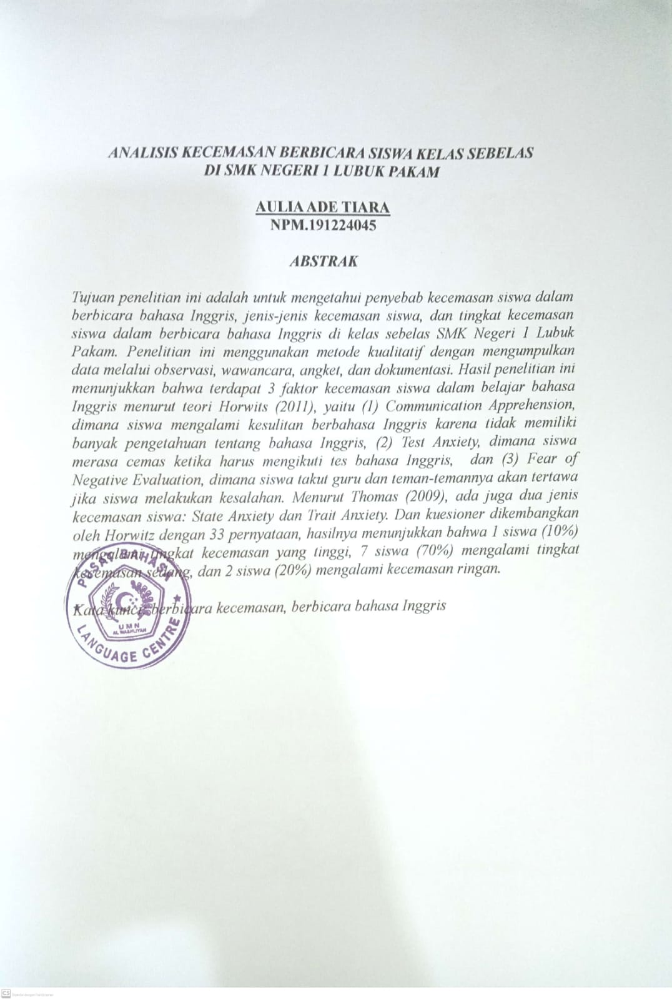 ANALISIS KECEMASAN BERBICARA SISWA KELAS SEBELAS
DI SMK NEGERI 1 LUBUK PAKAM
AULIA ADE TIARA
NPM.191224045
ABSTRAK
Tujuan penelitian ini adalah untuk mengetahui penyebab kecemasan siswa dalam
berbicara bahasa Inggris, jenis-jenis kecemasan siswa, dan tingkat kecemasan
siswa dalam berbicara bahasa Inggris di kelas sebelas SMK Negeri 1 Lubuk
Pakam. Penelitian ini menggunakan metode kualitatif dengan mengumpulkan
data melalui observasi, wawancara, angket, dan dokumentasi. Hasil penelitian ini
menunjukkan bahwa terdapat 3 faktor kecemasan siswa dalam belajar bahasa
Inggris menurut teori Horwits (2011), yaitu (1) Communication Apprehension,
dimana siswa mengalami kesulitan berbahasa Inggris karena tidak memiliki
banyak pengetahuan tentang bahasa Inggris, (2) Test Anxiety, dimana siswa
merasa cemas ketika harus mengikuti tes bahasa Inggris, dan (3) Fear of
Negative Evaluation, dimana siswa takut guru dan teman-temannya akan tertawa
jika siswa melakukan kesalahan. Menurut Thomas (2009), ada juga dua jenis
kecemasan siswa: State Anxiety dan Trait Anxiety. Dan kuesioner dikembangkan
oleh Horwitz dengan 33 pernyataan, hasilnya menunjukkan bahwa 1 siswa (10%)
mengalami tingkat kecemasan yang tinggi, 7 siswa (70%) mengalami tingkat
kecemasan sedang, dan 2 siswa (20%) mengalami kecemasan ringan.
Kata kunci: berbicara kecemasan, berbicara bahasa Inggris
PUSAT BAHASA
UMN
AL WASHLIYAH
LANGUAGE CENTRE
CS